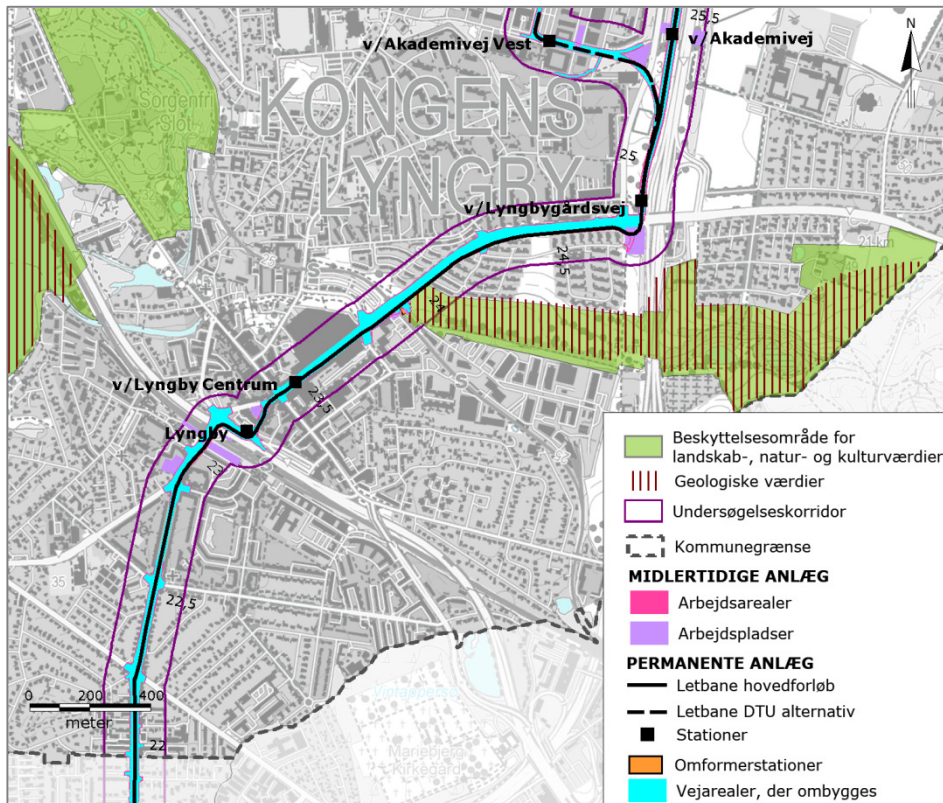 25,5
N
v/Akademivej Vest
v/Akademivej
Sorgenfri
Slot
KONGENS
LYNGBY
25
v/Lyngbygårdsvej
21km
24,5
24
v/Lyngby Centrum
23,5
Lyngby
23
35
22,5
0 200 400
meter
22
Mariebjerg
Kirkegård
Beskyttelsesområde for
landskab-, natur- og kulturværdier
Geologiske værdier
Undersøgelseskorridor
Kommunegrænse
MIDLERTIDIGE ANLÆG
Arbejdsarealer
Arbejdspladser
PERMANENTE ANLÆG
Letbane hovedforløb
Letbane DTU alternativ
Stationer
Omformerstationer
Vejarealer, der ombygges